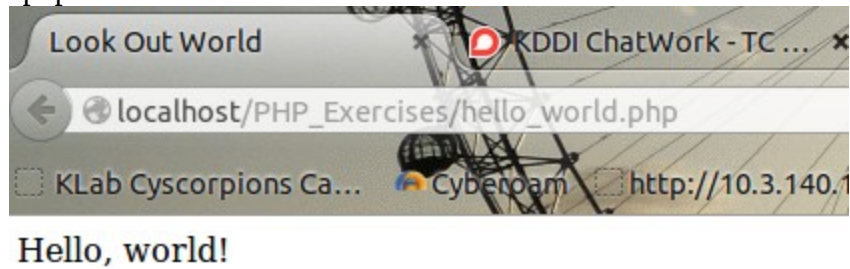 Look Out World × KDDI ChatWork - TC ... ×
localhost/PHP_Exercises/hello_world.php
KLab Cyscorpions Ca... Cyberoam http://10.3.140.1
Hello, world!